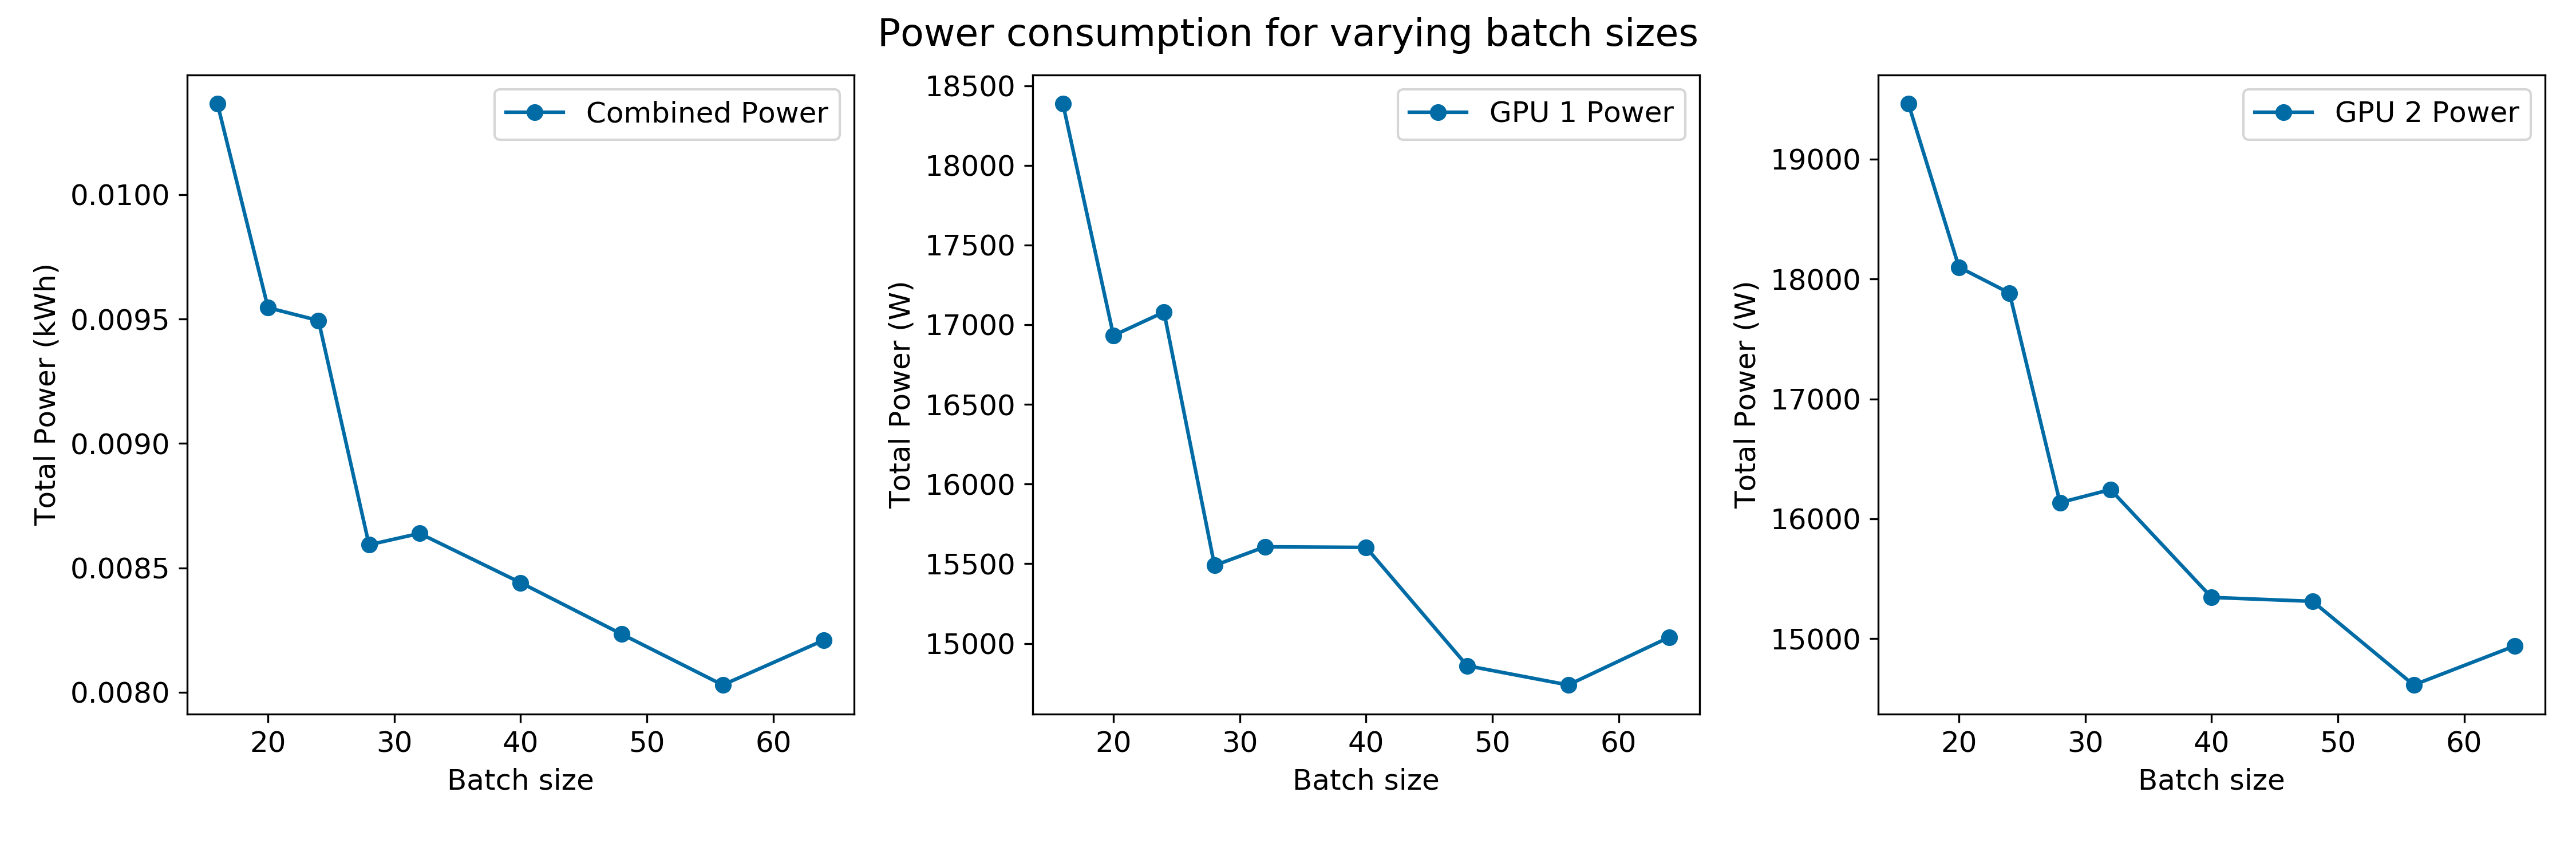 Power consumption for varying batch sizes
Combined Power
0.0100
0.0095
0.0090
0.0085
0.0080
Total Power (kWh)
20 30 40 50 60
Batch size
GPU 1 Power
18500
18000
17500
17000
16500
16000
15500
15000
Total Power (W)
20 30 40 50 60
Batch size
GPU 2 Power
19000
18000
17000
16000
15000
Total Power (W)
20 30 40 50 60
Batch size